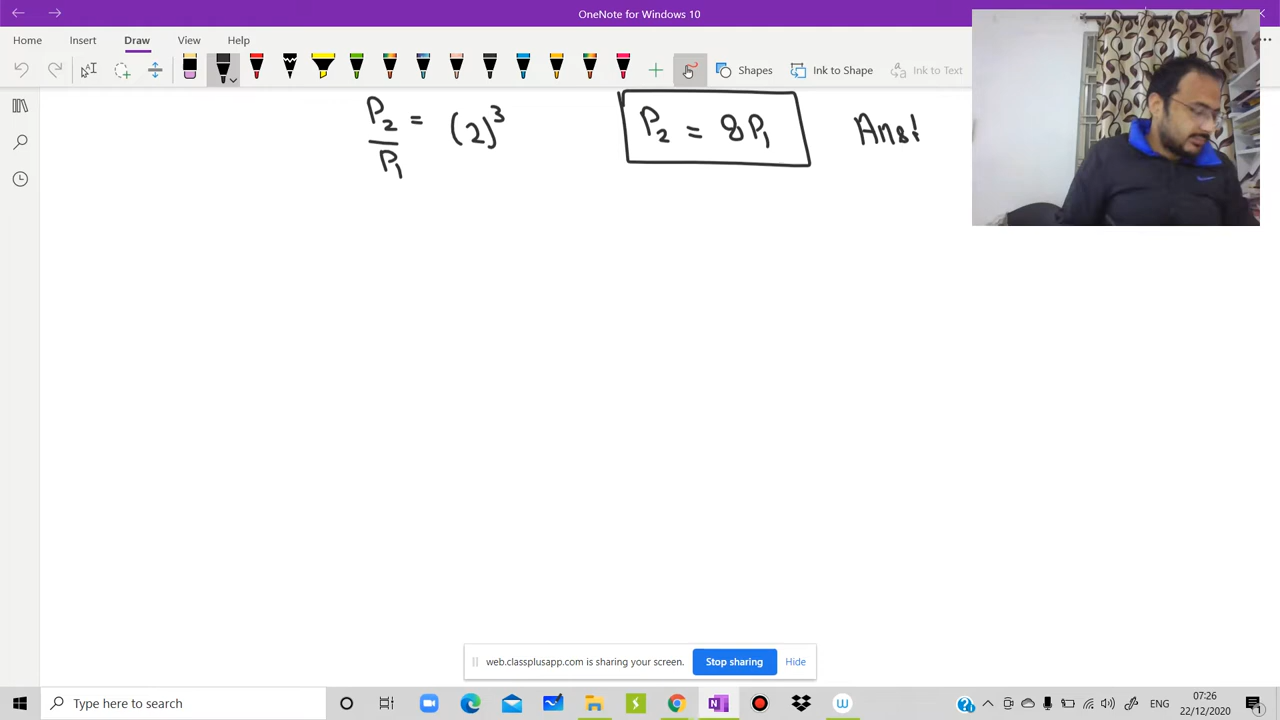 OneNote for Windows 10
Home Insert Draw View Help
Shapes Ink to Shape Ink to Text
P2/P1 = (2)^3
P2 = 8P1
Ans!
web.classplusapp.com is sharing your screen. Stop sharing Hide
Type here to search
ENG
07:26
22/12/2020